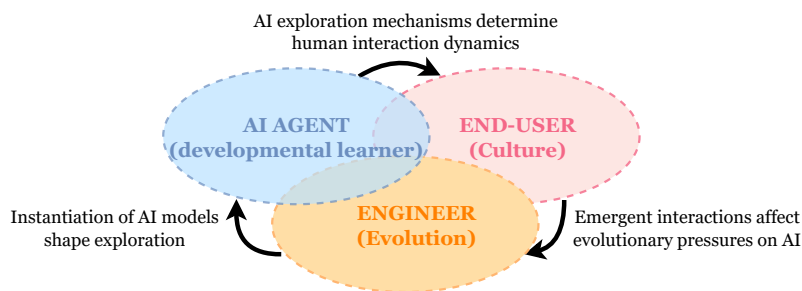 AI exploration mechanisms determine
human interaction dynamics
AI AGENT
(developmental learner)
END-USER
(Culture)
ENGINEER
(Evolution)
Instantiation of AI models
shape exploration
Emergent interactions affect
evolutionary pressures on AI